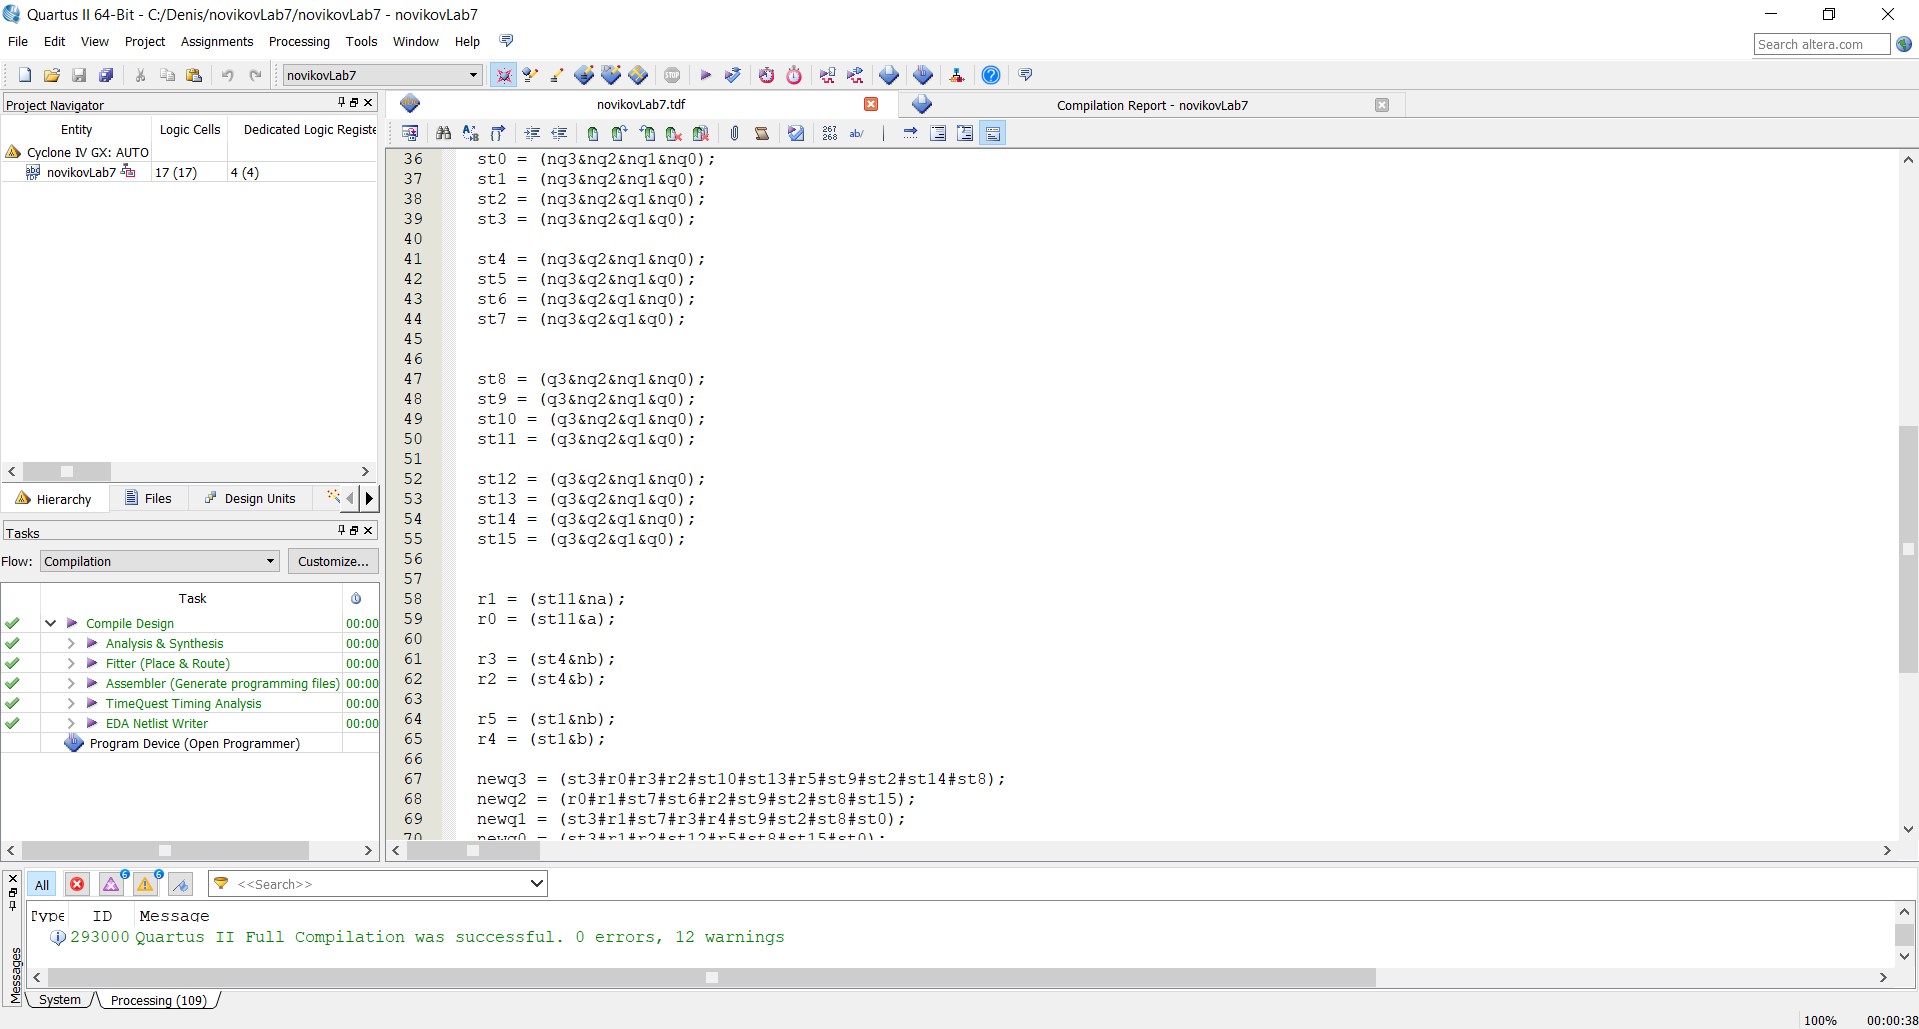 Quartus II 64-Bit - C:/Denis/novikovLab7/novikovLab7 - novikovLab7
File Edit View Project Assignments Processing Tools Window Help
Search altera.com
novikovLab7
Project Navigator
Entity Logic Cells Dedicated Logic Registe
Cyclone IV GX: AUTO
novikovLab7 17 (17) 4 (4)
Hierarchy Files Design Units
Tasks
Flow: Compilation Customize...
Task
Compile Design 00:00
Analysis & Synthesis 00:00
Fitter (Place & Route) 00:00
Assembler (Generate programming files) 00:00
TimeQuest Timing Analysis 00:00
EDA Netlist Writer 00:00
Program Device (Open Programmer)
novikovLab7.tdf
Compilation Report - novikovLab7
267
268
ab/
36 st0 = (nq3&nq2&nq1&nq0);
37 st1 = (nq3&nq2&nq1&q0);
38 st2 = (nq3&nq2&q1&nq0);
39 st3 = (nq3&nq2&q1&q0);
40
41 st4 = (nq3&q2&nq1&nq0);
42 st5 = (nq3&q2&nq1&q0);
43 st6 = (nq3&q2&q1&nq0);
44 st7 = (nq3&q2&q1&q0);
45
46
47 st8 = (q3&nq2&nq1&nq0);
48 st9 = (q3&nq2&nq1&q0);
49 st10 = (q3&nq2&q1&nq0);
50 st11 = (q3&nq2&q1&q0);
51
52 st12 = (q3&q2&nq1&nq0);
53 st13 = (q3&q2&nq1&q0);
54 st14 = (q3&q2&q1&nq0);
55 st15 = (q3&q2&q1&q0);
56
57
58 r1 = (st11&na);
59 r0 = (st11&a);
60
61 r3 = (st4&nb);
62 r2 = (st4&b);
63
64 r5 = (st1&nb);
65 r4 = (st1&b);
66
67 newq3 = (st3#r0#r3#r2#st10#st13#r5#st9#st2#st14#st8);
68 newq2 = (r0#r1#st7#st6#r2#st9#st2#st8#st15);
69 newq1 = (st3#r1#st7#r3#r4#st9#st2#st8#st0);
70 newq0 = (st3#r1#r2#st12#r5#st8#st15#st0);
All 6 6 <<Search>>
Type ID Message
293000 Quartus II Full Compilation was successful. 0 errors, 12 warnings
Messages
System Processing (109)
100% 00:00:38